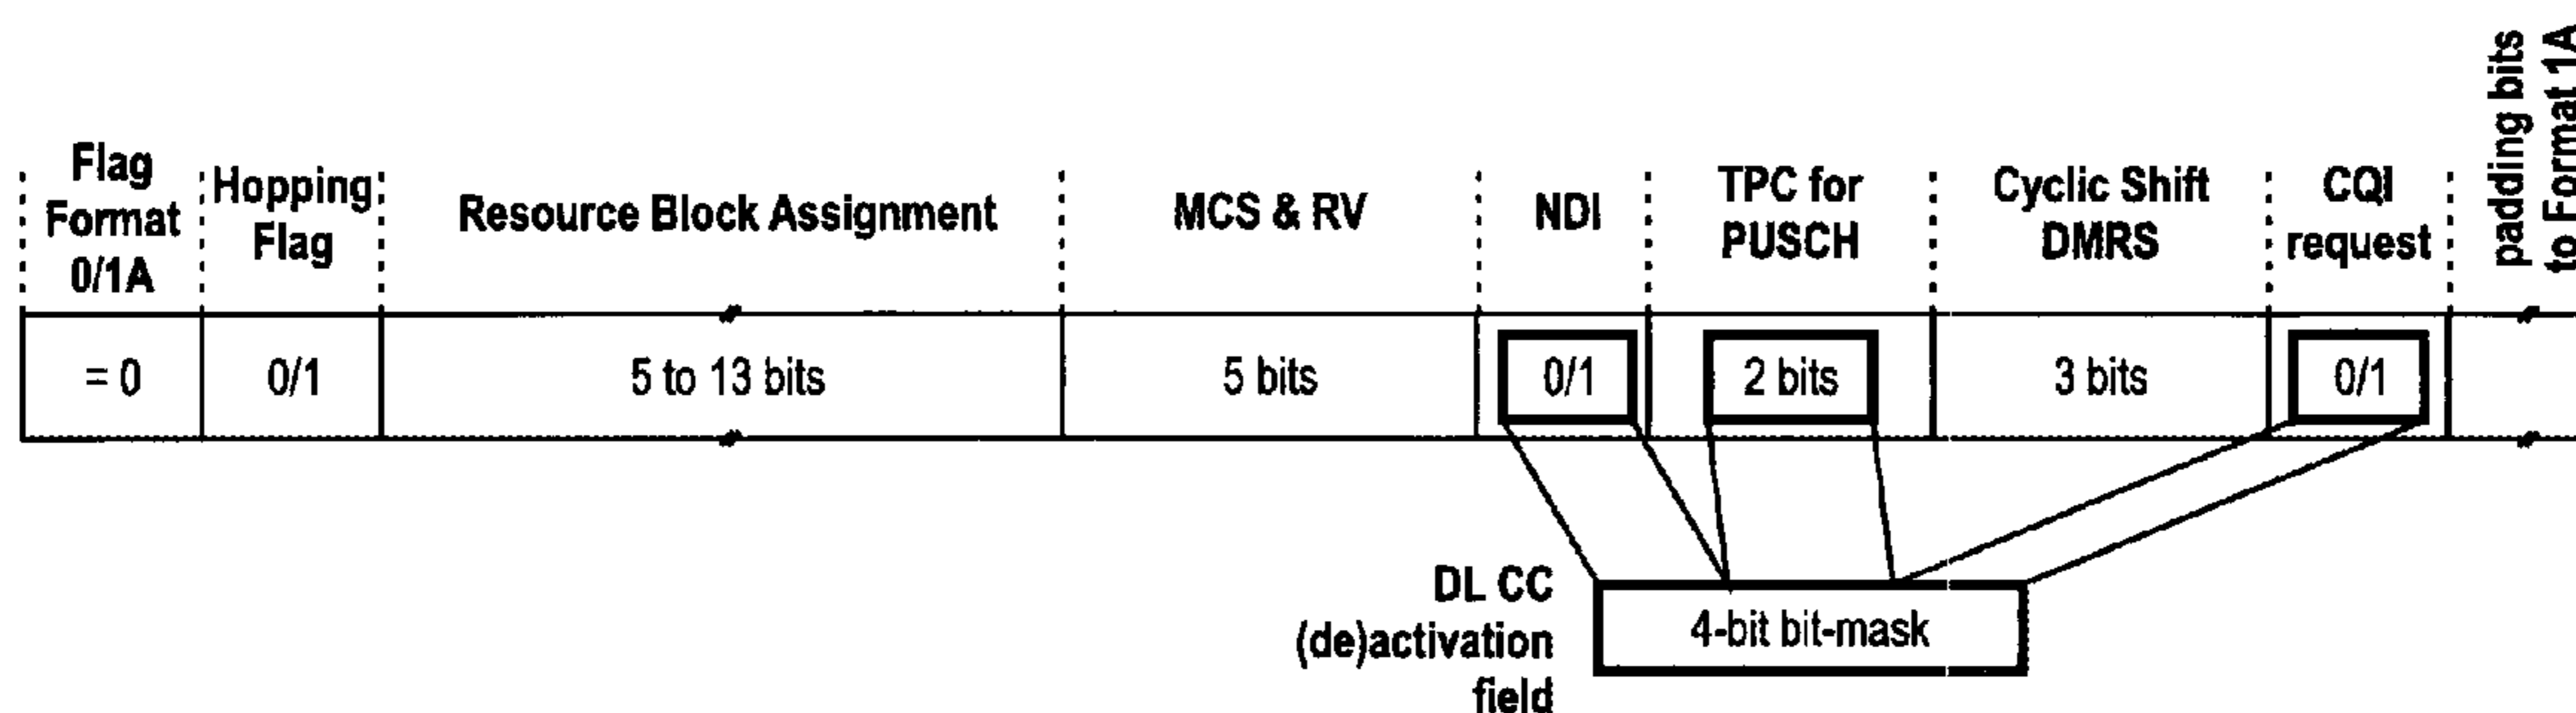 Flag
Format
0/1A
Hopping
Flag
Resource Block Assignment
MCS & RV
NDI
TPC for
PUSCH
Cyclic Shift
DMRS
CQI
request
padding bits
to Format 1A
= 0
0/1
5 to 13 bits
5 bits
0/1
2 bits
3 bits
0/1
DL CC
(de)activation
field
4-bit bit-mask